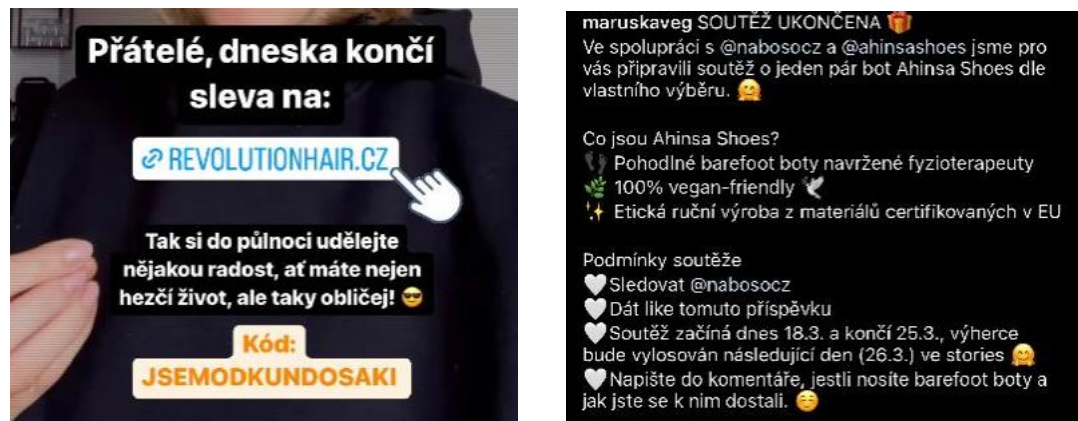 Přátelé, dneska končí
sleva na:
REVOLUTIONHAIR.CZ
Tak si do půlnoci udělejte
nějakou radost, ať máte nejen
hezčí život, ale taky obličej! 😎
Kód:
JSEMODKUNDOSAKI
maruskaveg SOUTĚŽ UKONČENA 🎁
Ve spolupráci s @nabosocz a @ahinsashoes jsme pro
vás připravili soutěž o jeden pár bot Ahinsa Shoes dle
vlastního výběru. 🤗
Co jsou Ahinsa Shoes?
👣 Pohodlné barefoot boty navržené fyzioterapeuty
🌿 100% vegan-friendly 🕊
✨ Etická ruční výroba z materiálů certifikovaných v EU
Podmínky soutěže
🤍Sledovat @nabosocz
🤍Dát like tomuto příspěvku
🤍Soutěž začíná dnes 18.3. a končí 25.3., výherce
bude vylosován následující den (26.3.) ve stories 🤗
🤍Napište do komentáře, jestli nosíte barefoot boty a
jak jste se k nim dostali. ☺️